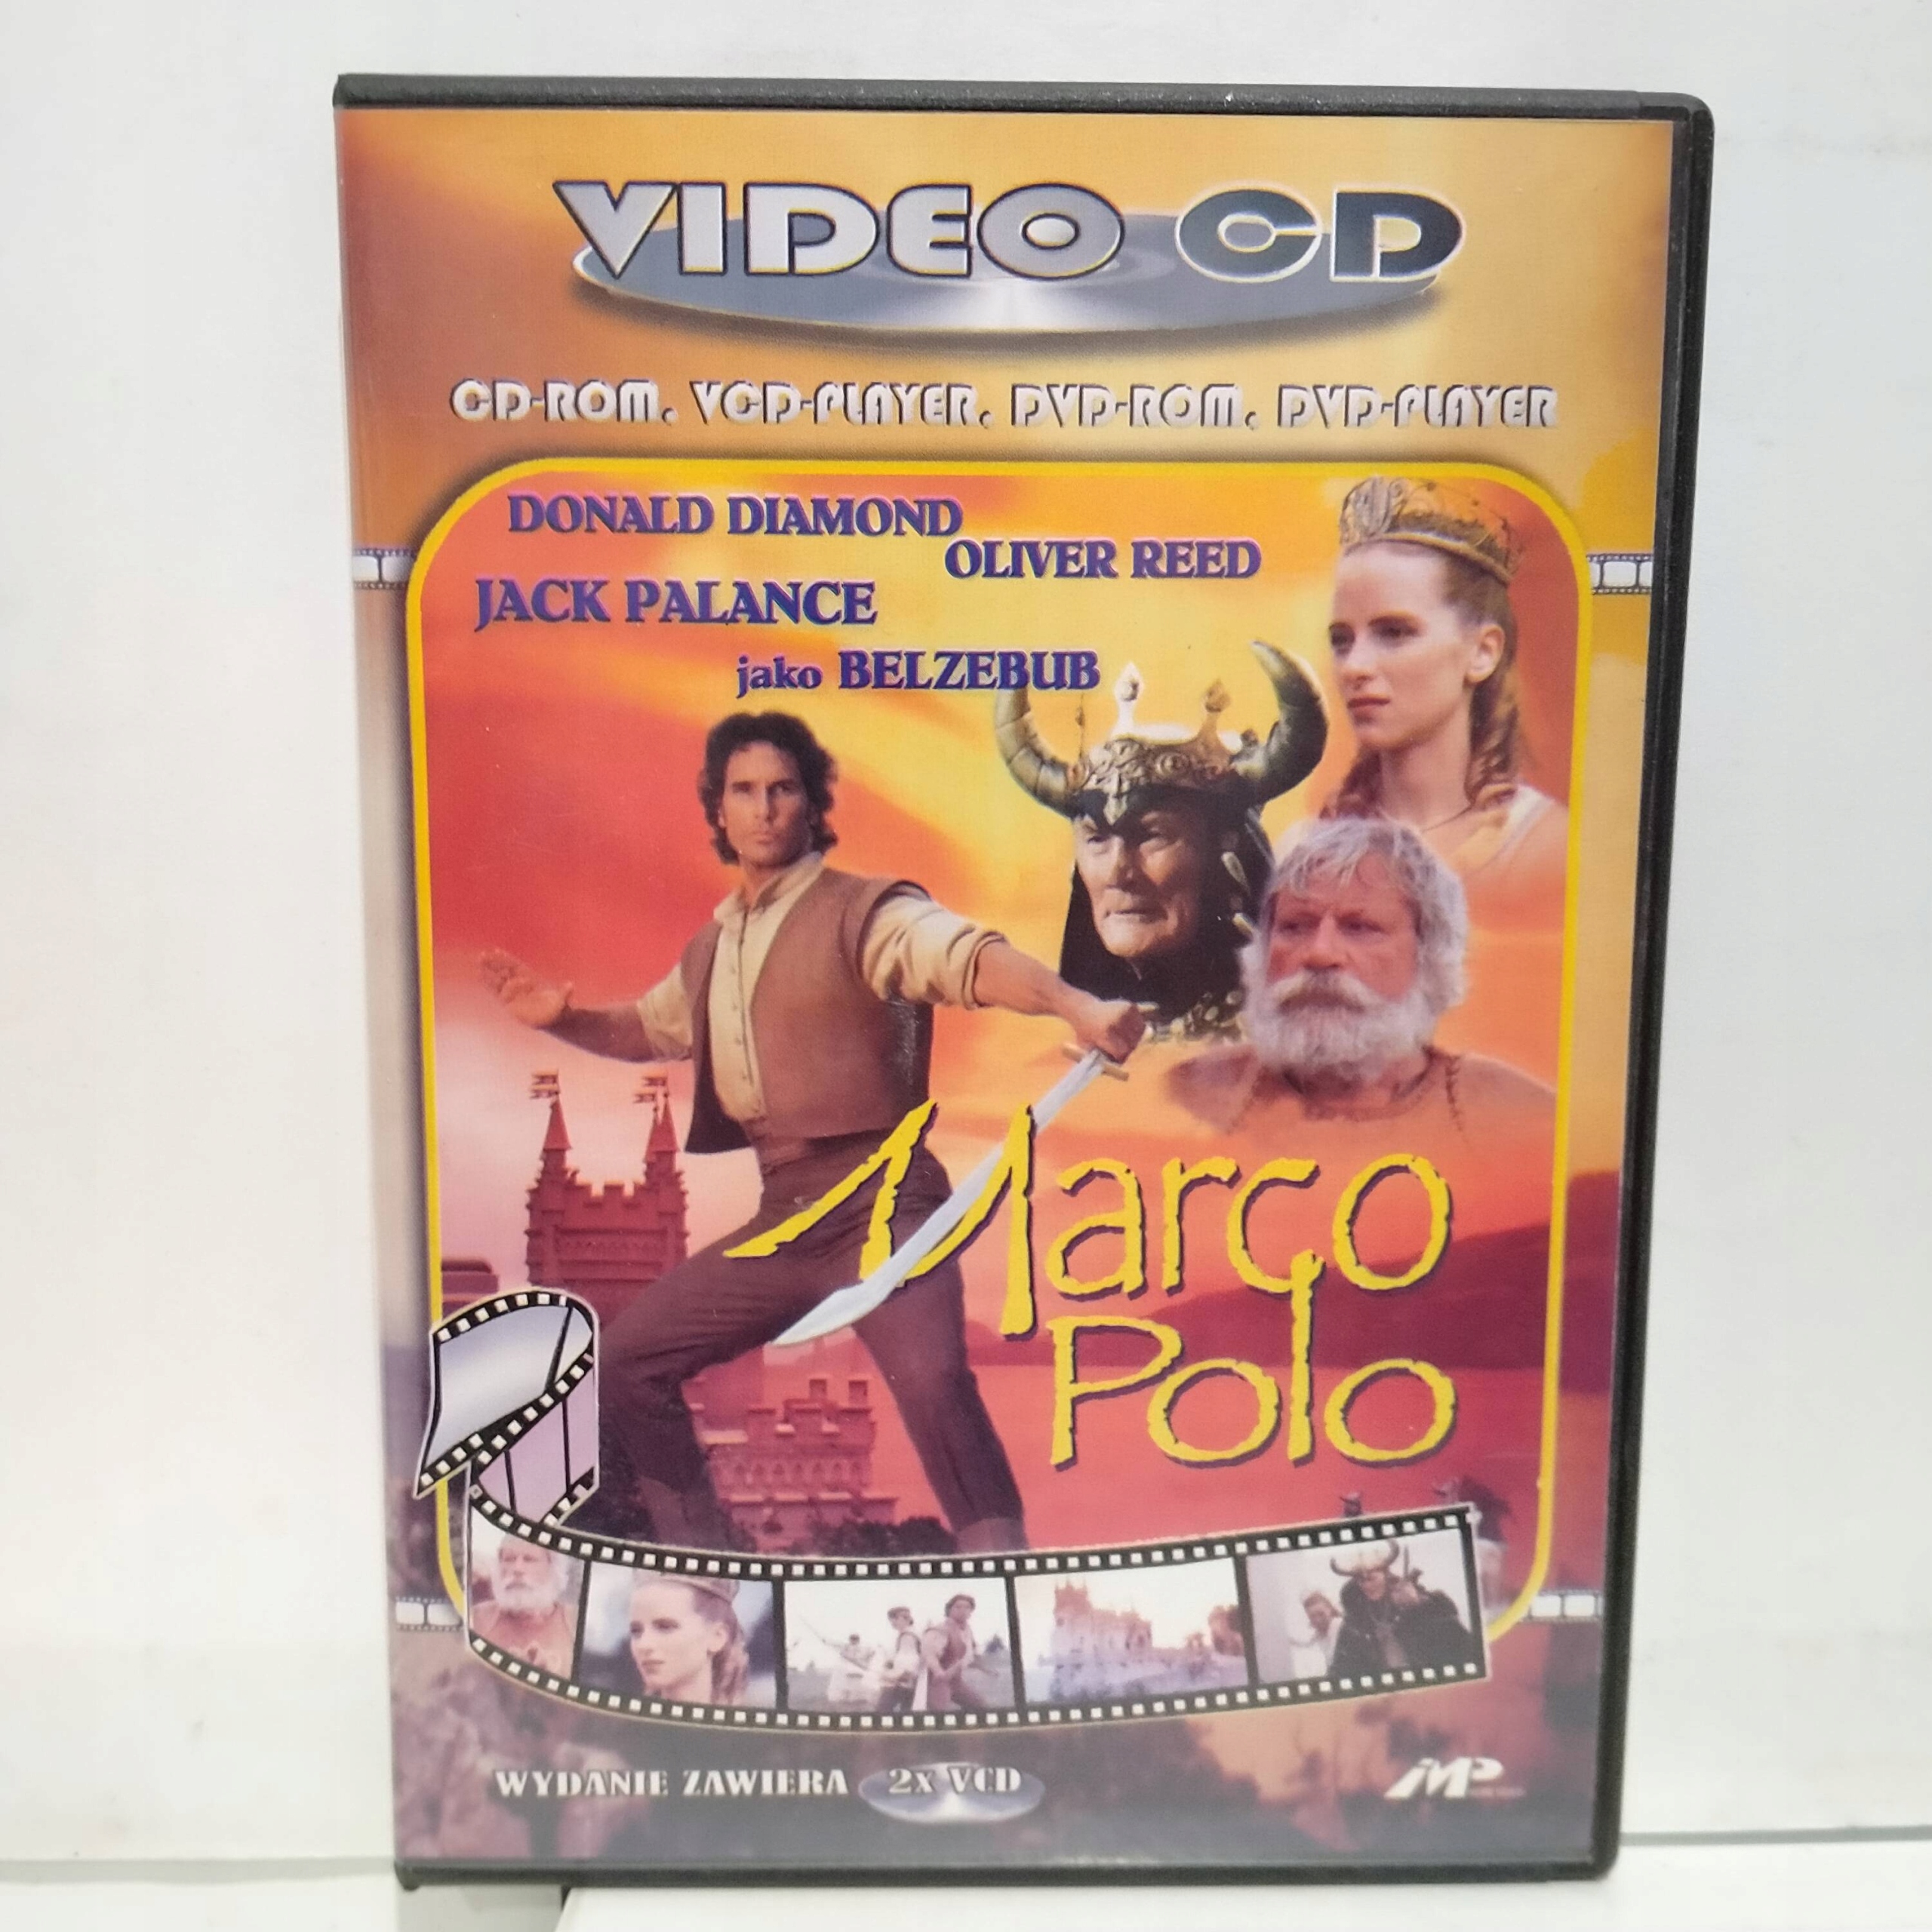 VIDEO CD
CD-ROM, VCD-PLAYER, DVD-ROM, DVD-PLAYER
DONALD DIAMOND
OLIVER REED
JACK PALANCE
jako BELZEBUB
Marco
Polo
WYDANIE ZAWIERA 2x VCD
IMP